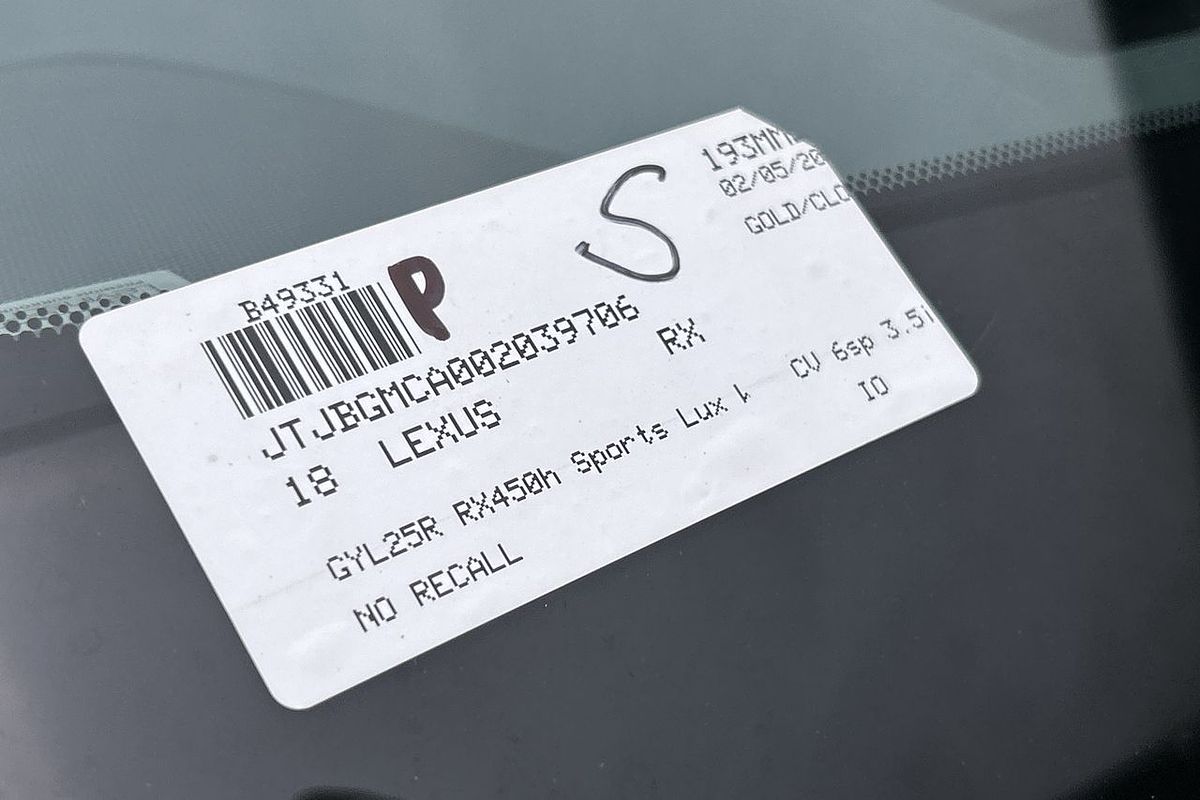 B49331
P
S
193MM
02/05/20
GOLD/CLO
JTJBGMCA002039706
18 LEXUS RX
GYL25R RX450h Sports Lux CV 6sp 3.5i
NO RECALL IO